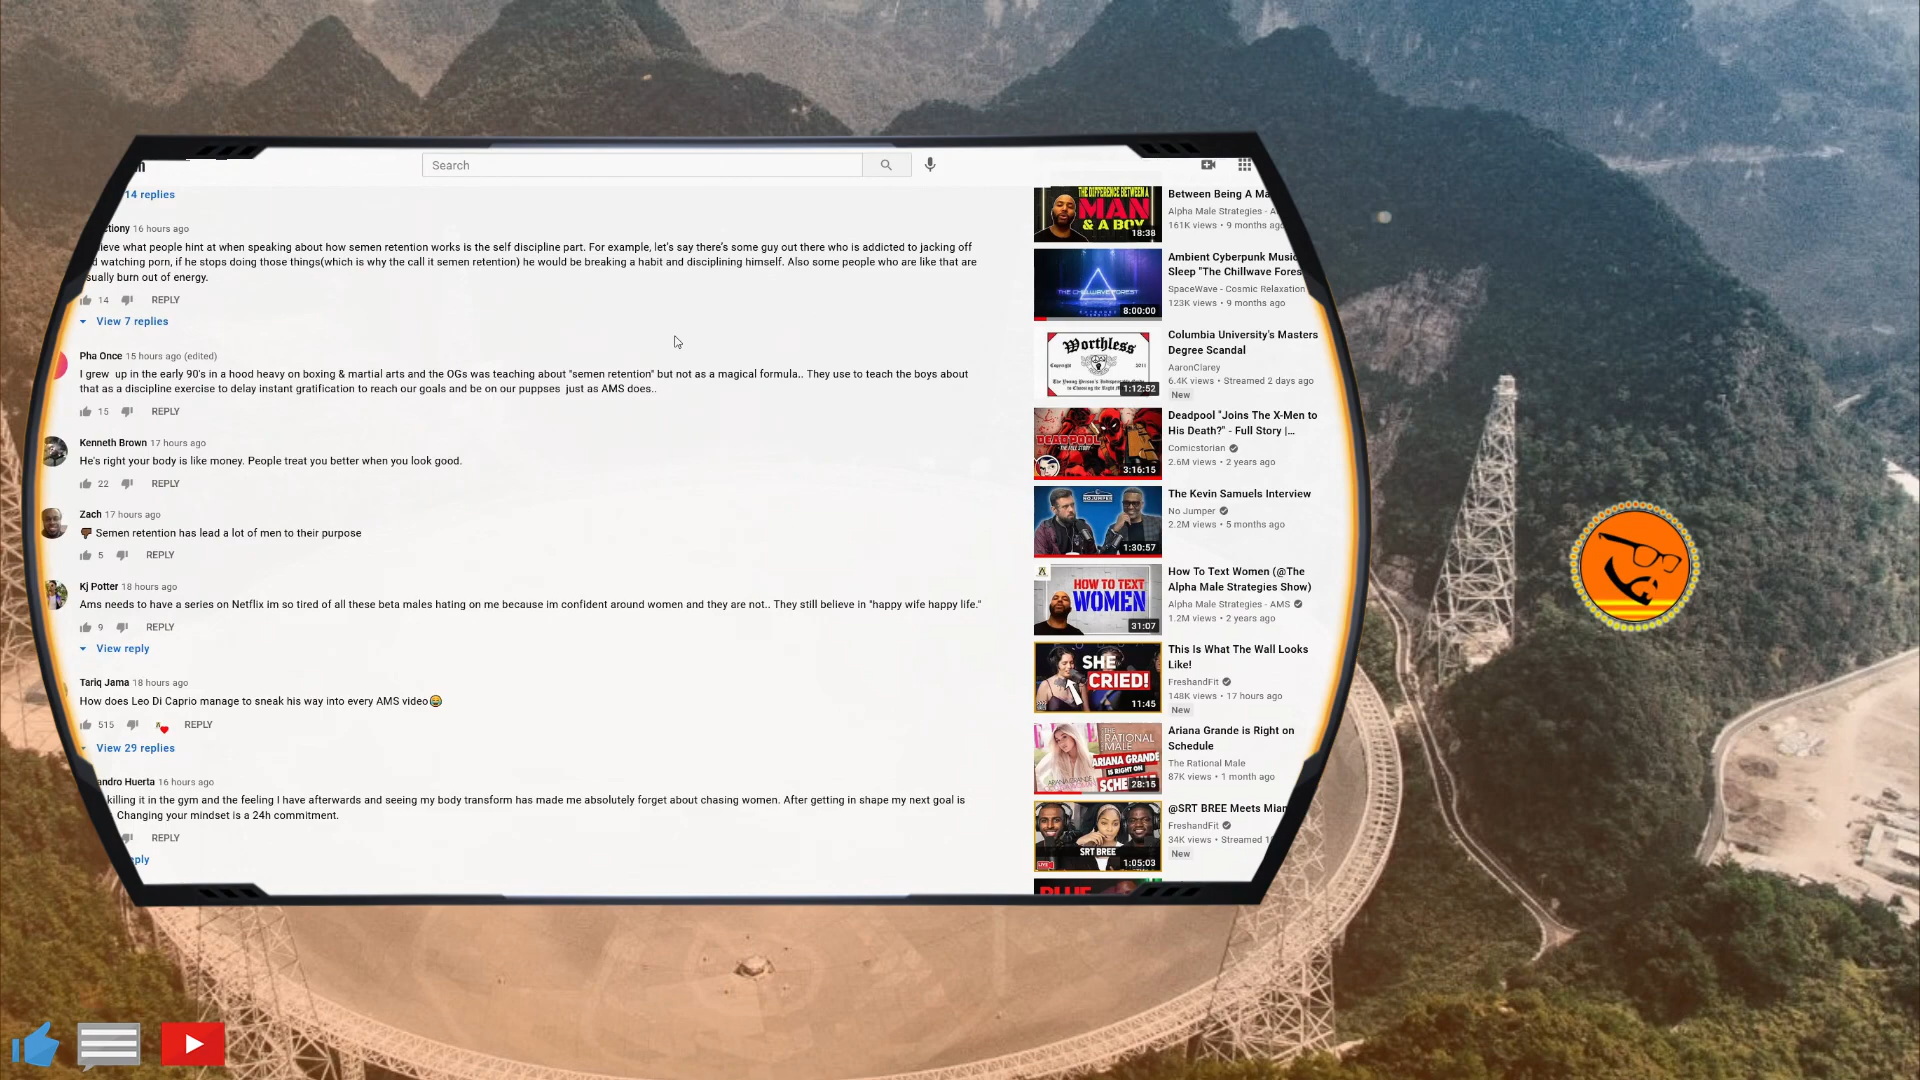 Search
14 replies
16 hours ago
what people hint at when speaking about how semen retention works is the self discipline part. For example, let's say there's some guy out there who is addicted to jacking off
watching porn, if he stops doing those things(which is why the call it semen retention) he would be breaking a habit and disciplining himself. Also some people who are like that are
burn out of energy.
14 REPLY
View 7 replies
Pha Once 15 hours ago (edited)
I grew up in the early 90's in a hood heavy on boxing & martial arts and the OGs was teaching about "semen retention" but not as a magical formula.. They use to teach the boys about
that as a discipline exercise to delay instant gratification to reach our goals and be on our puppses just as AMS does..
15 REPLY
Kenneth Brown 17 hours ago
He's right your body is like money. People treat you better when you look good.
22 REPLY
Zach 17 hours ago
👎🏾 Semen retention has lead a lot of men to their purpose
5 REPLY
Kj Potter 18 hours ago
Ams needs to have a series on Netflix im so tired of all these beta males hating on me because im confident around women and they are not.. They still believe in "happy wife happy life."
9 REPLY
View reply
Tariq Jama 18 hours ago
How does Leo Di Caprio manage to sneak his way into every AMS video😂
515 REPLY
View 29 replies
Huerta 16 hours ago
killing it in the gym and the feeling I have afterwards and seeing my body transform has made me absolutely forget about chasing women. After getting in shape my next goal is
Changing your mindset is a 24h commitment.
REPLY
THE DIFFERENCE BETWEEN A
MAN
& A BOY
18:38
Between Being A
Alpha Male Strategies
161K views • 9 months ago
THE CHILLWAVE FOREST
8:00:00
Ambient Cyberpunk Music
Sleep "The Chillwave
SpaceWave - Cosmic Relaxation
123K views • 9 months ago
Worthless
Copyright 2011
1:12:52
Columbia University's Masters
Degree Scandal
AaronClarey
6.4K views • Streamed 2 days ago
New
DEADPOOL
3:16:15
Deadpool "Joins The X-Men to
His Death?" - Full Story |...
Comicstorian
2.6M views • 2 years ago
NOJUMPER
1:30:57
The Kevin Samuels Interview
No Jumper
2.2M views • 5 months ago
HOW TO TEXT
WOMEN
31:07
How To Text Women (@The
Alpha Male Strategies Show)
Alpha Male Strategies - AMS
1.2M views • 2 years ago
SHE
CRIED!
11:45
This Is What The Wall Looks
Like!
FreshandFit
148K views • 17 hours ago
New
THE
RATIONAL
MALE
ARIANA GRANDE
IS RIGHT ON
28:15
Ariana Grande is Right on
Schedule
The Rational Male
87K views • 1 month ago
SRT BREE
LIVE
1:05:03
@SRT BREE Meets
FreshandFit
34K views • Streamed
New